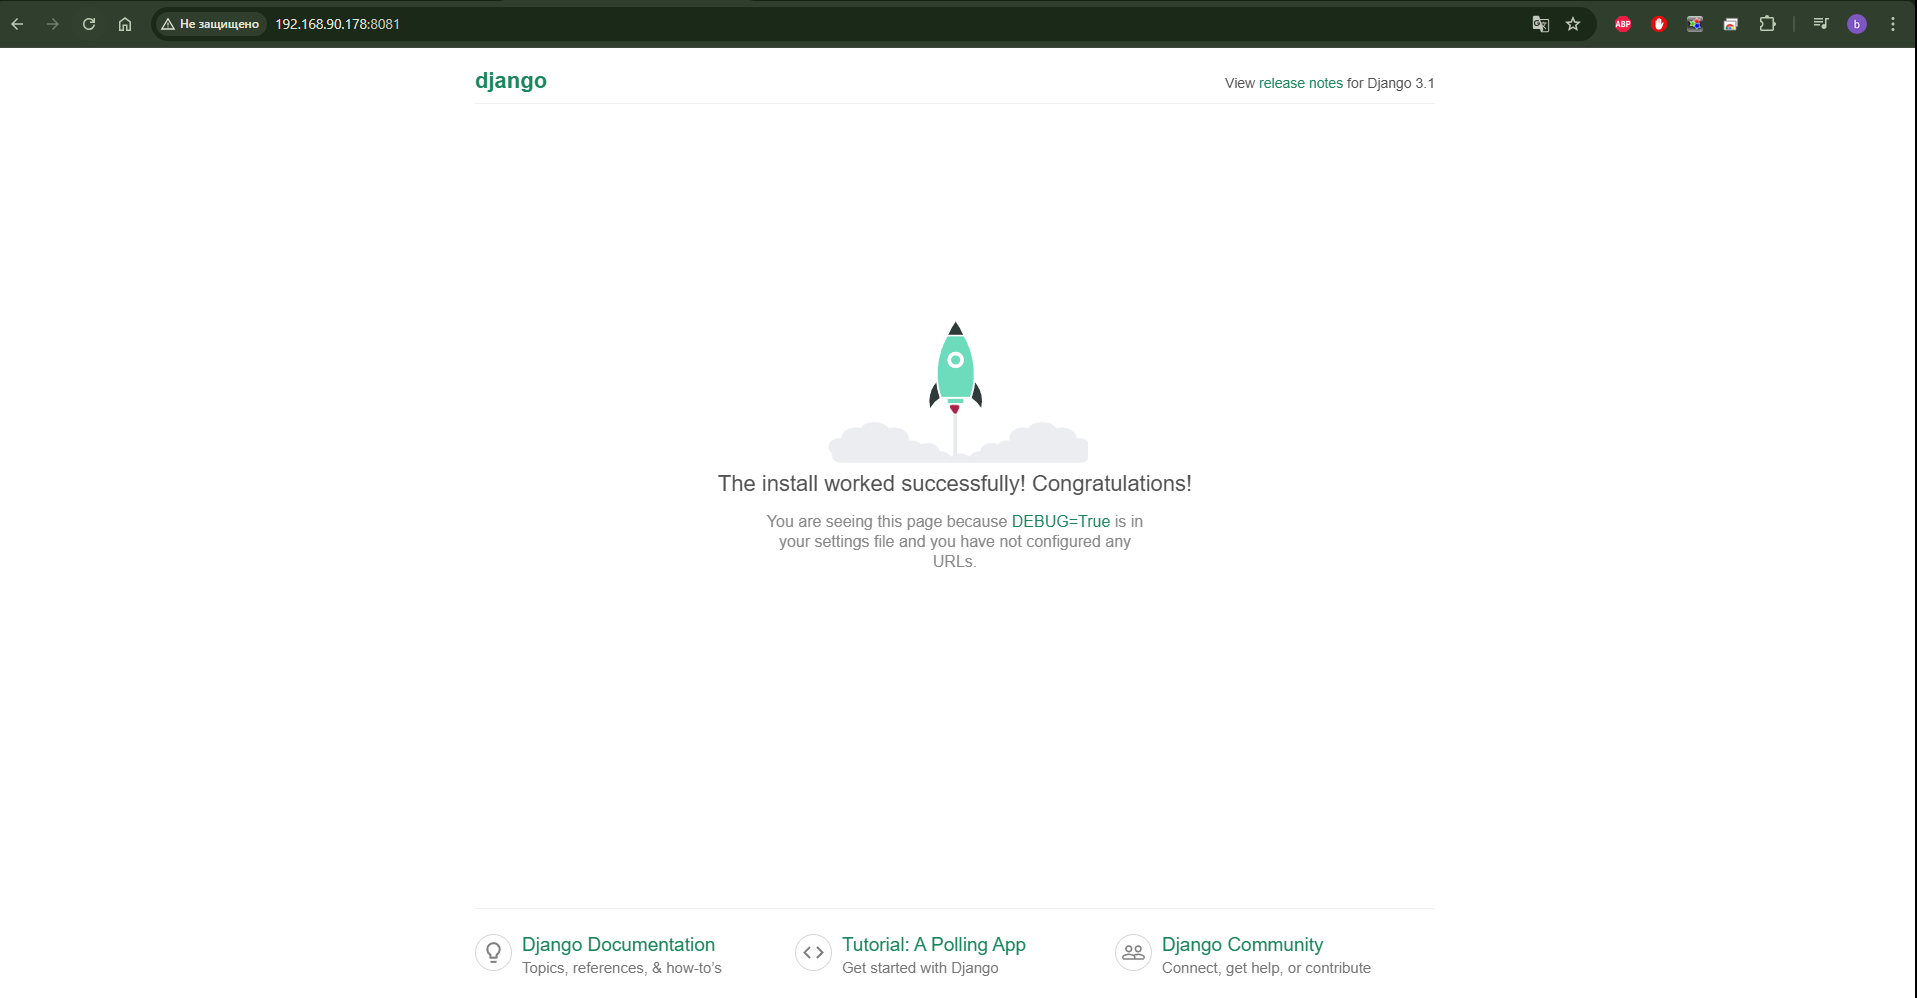 Не защищено 192.168.90.178:8081
ABP
b
django
View release notes for Django 3.1
The install worked successfully! Congratulations!
You are seeing this page because DEBUG=True is in
your settings file and you have not configured any
URLs.
Django Documentation
Topics, references, & how-to’s
Tutorial: A Polling App
Get started with Django
Django Community
Connect, get help, or contribute